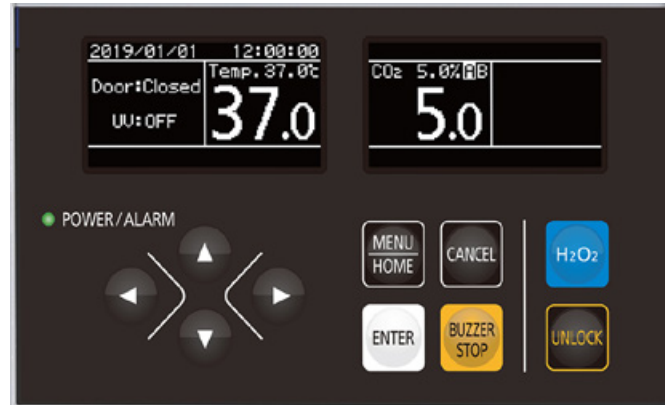 2019/01/01 12:00:00
Door:Closed
UV:OFF
Temp.37.0℃
37.0
CO₂ 5.0%AB
5.0
POWER/ALARM
MENU
HOME
CANCEL
H₂O₂
ENTER
BUZZER
STOP
UNLOCK